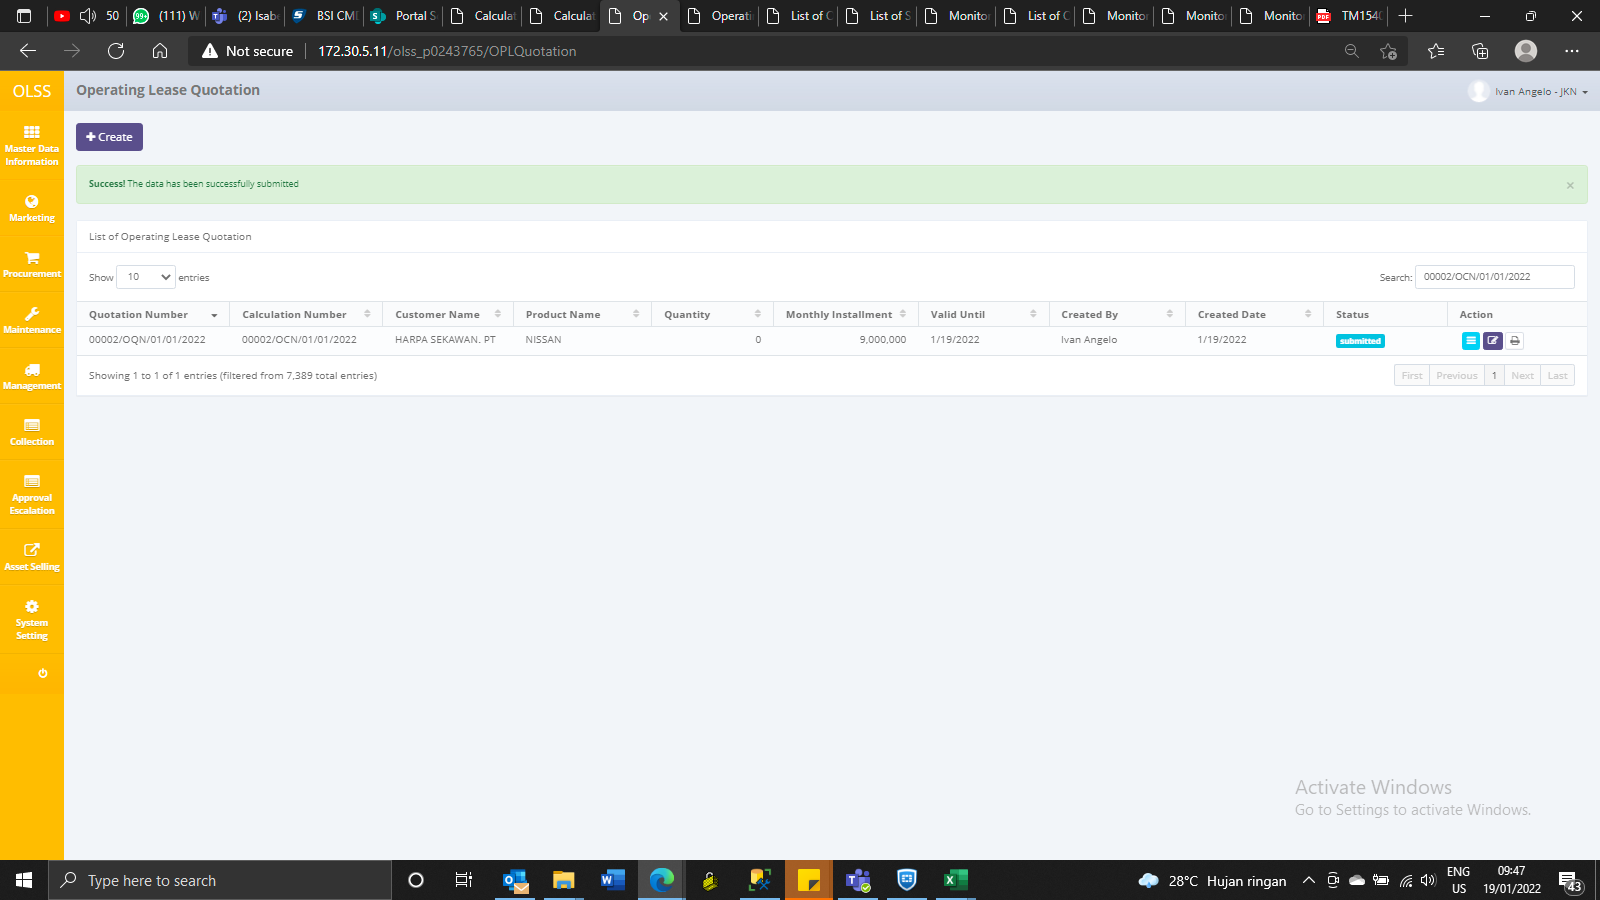 50
99+
(111) W
(2) Isab
BSI CM
Portal S
Calculat
Calculat
Op
Operati
List of C
List of S
Monito
List of C
Monito
Monito
Monito
PDF
TM154
Not secure
172.30.5.11/olss_p0243765/OPLQuotation
OLSS
Operating Lease Quotation
Ivan Angelo - JKN
Master Data
Information
Marketing
Procurement
Maintenance
Management
Collection
Approval
Escalation
Asset Selling
System
Setting
Create
Success! The data has been successfully submitted
×
List of Operating Lease Quotation
Show 10 entries
Search: 00002/OCN/01/01/2022
Quotation Number Calculation Number Customer Name Product Name Quantity Monthly Installment Valid Until Created By Created Date Status Action
00002/OQN/01/01/2022 00002/OCN/01/01/2022 HARPA SEKAWAN. PT NISSAN 0 9,000,000 1/19/2022 Ivan Angelo 1/19/2022 submitted
Showing 1 to 1 of 1 entries (filtered from 7,389 total entries)
First Previous 1 Next Last
Activate Windows
Go to Settings to activate Windows.
Type here to search
28°C Hujan ringan
ENG
US
09:47
19/01/2022
43